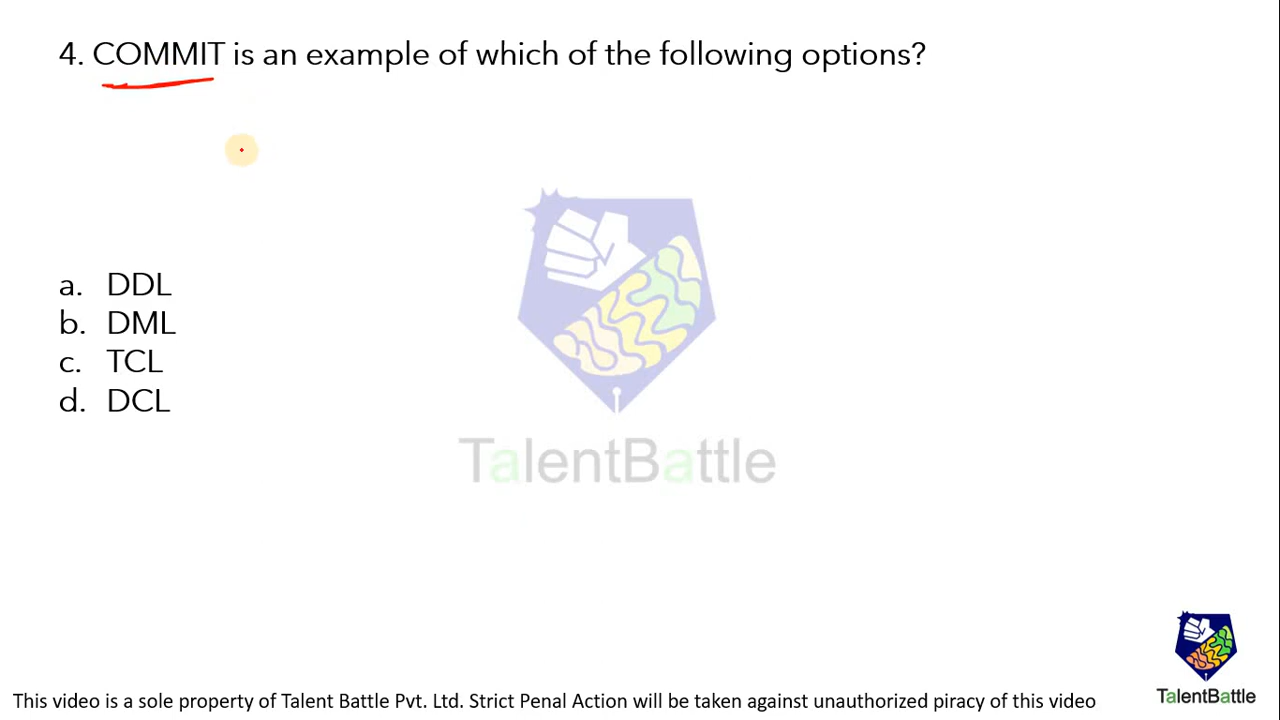 4. COMMIT is an example of which of the following options?
a. DDL
b. DML
c. TCL
d. DCL
TalentBattle
TalentBattle
This video is a sole property of Talent Battle Pvt. Ltd. Strict Penal Action will be taken against unauthorized piracy of this video